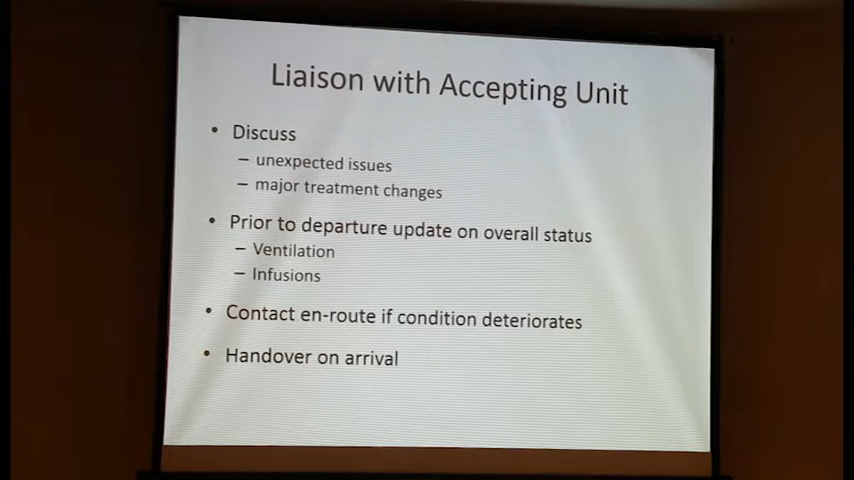 Liaison with Accepting Unit
• Discuss
– unexpected issues
– major treatment changes
• Prior to departure update on overall status
– Ventilation
– Infusions
• Contact en-route if condition deteriorates
• Handover on arrival